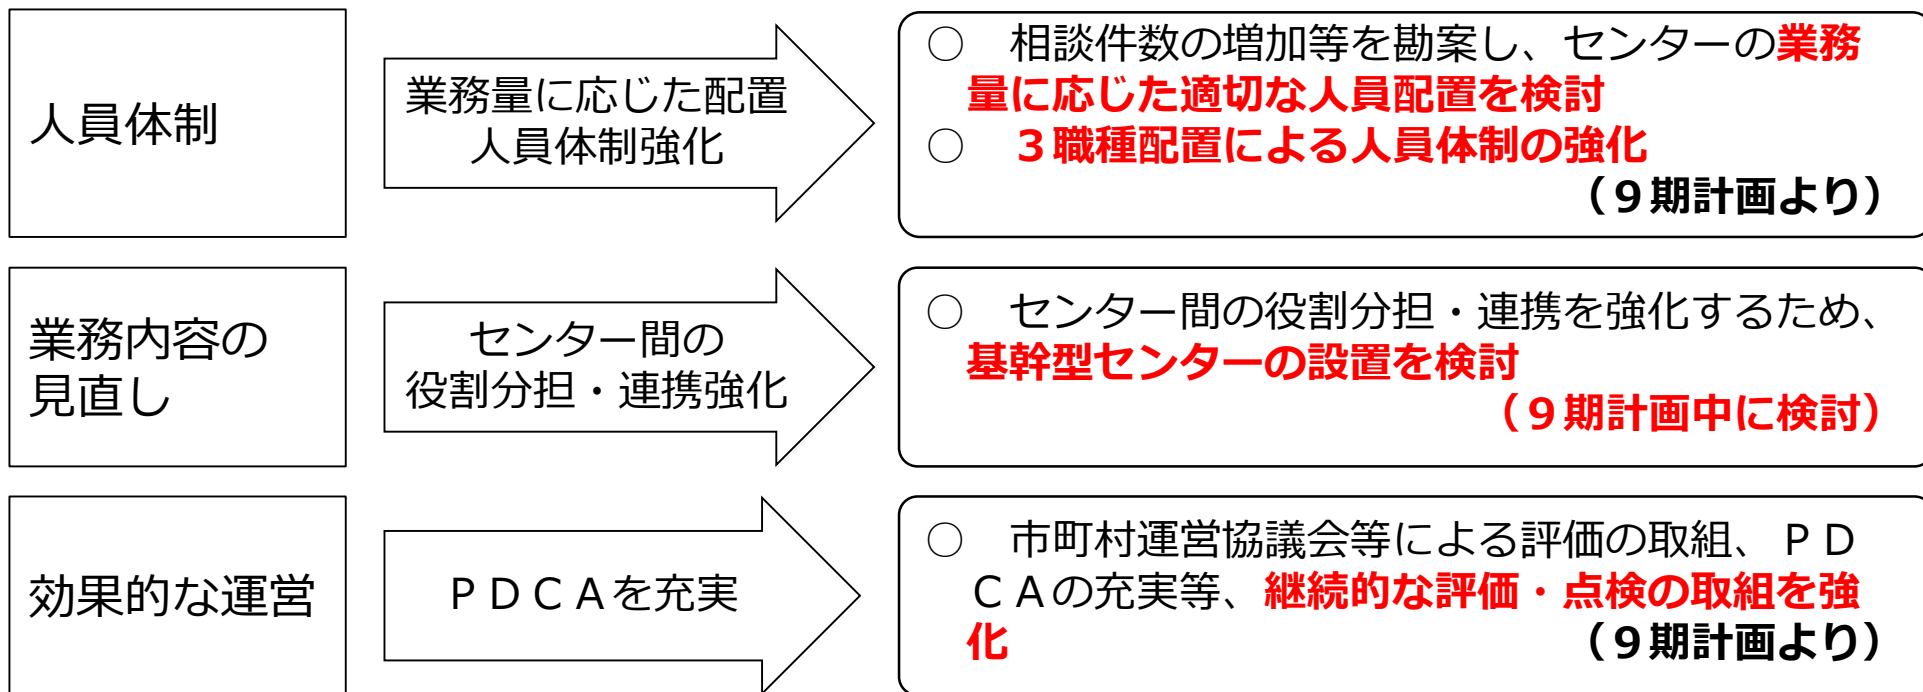 人員体制
業務量に応じた配置
人員体制強化
○　相談件数の増加等を勘案し、センターの業務
量に応じた適切な人員配置を検討
○　３職種配置による人員体制の強化
（９期計画より）
業務内容の
見直し
センター間の
役割分担・連携強化
○　センター間の役割分担・連携を強化するため、
基幹型センターの設置を検討
（９期計画中に検討）
効果的な運営
ＰＤＣＡを充実
○　市町村運営協議会等による評価の取組、ＰＤ
ＣＡの充実等、継続的な評価・点検の取組を強
化　　　　　　　　　　　　　（９期計画より）